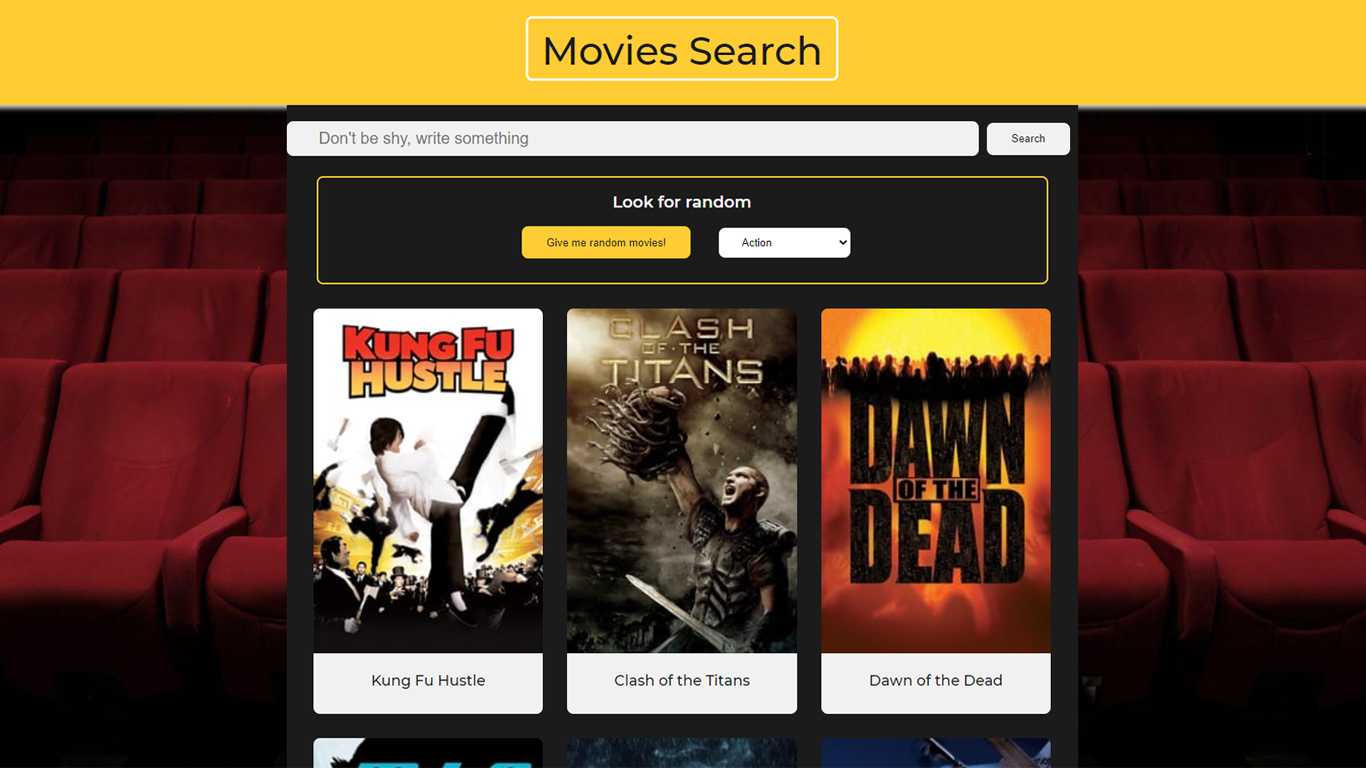 Movies Search
Don't be shy, write something
Search
Look for random
Give me random movies!
Action
KUNG FU
HUSTLE
CLASH
OF·THE
TITANS
DAWN
OF THE
DEAD
Kung Fu Hustle
Clash of the Titans
Dawn of the Dead